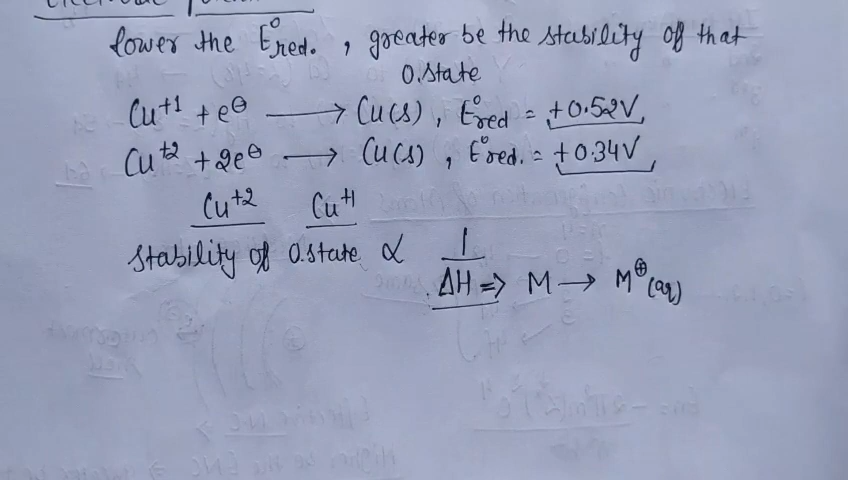 lower the E°red. , greater be the stability of that
O.state
Cu⁺¹ + e⊖ ⟶ Cu(s) , E°red = +0.52V
Cu⁺² + 2e⊖ ⟶ Cu(s) , E°red. = +0.34V
Cu⁺² Cu⁺¹
stability of O.state ∝ 1/ΔH ⇒ M ⟶ M⊕(aq)